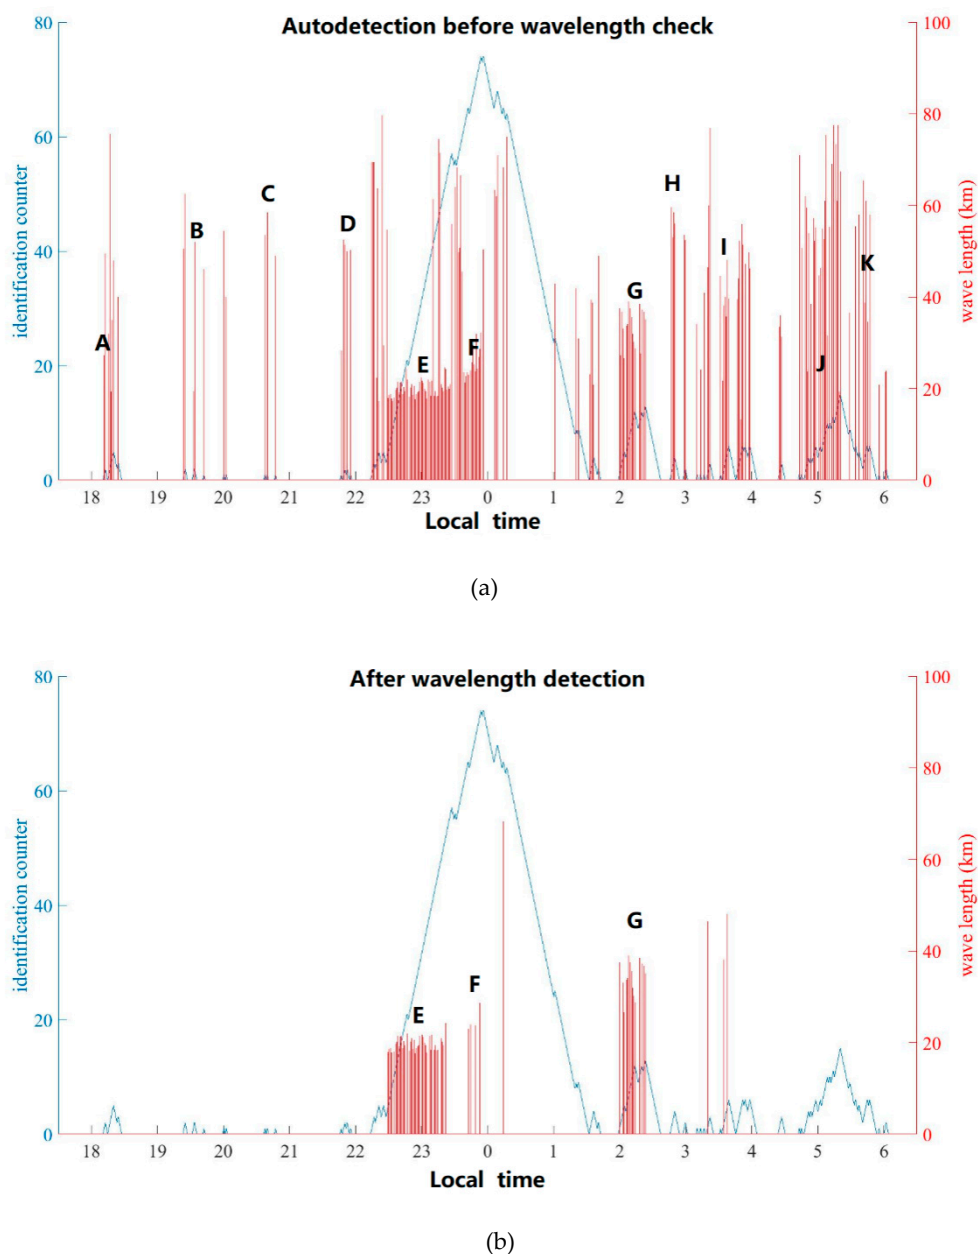 Autodetection before wavelength check
80
60
40
20
0
identification counter
100
80
60
40
20
0
wave length (km)
A
B
C
D
E
F
G
H
I
J
K
18 19 20 21 22 23 0 1 2 3 4 5 6
Local time
(a)
After wavelength detection
80
60
40
20
0
identification counter
100
80
60
40
20
0
wave length (km)
E
F
G
18 19 20 21 22 23 0 1 2 3 4 5 6
Local time
(b)